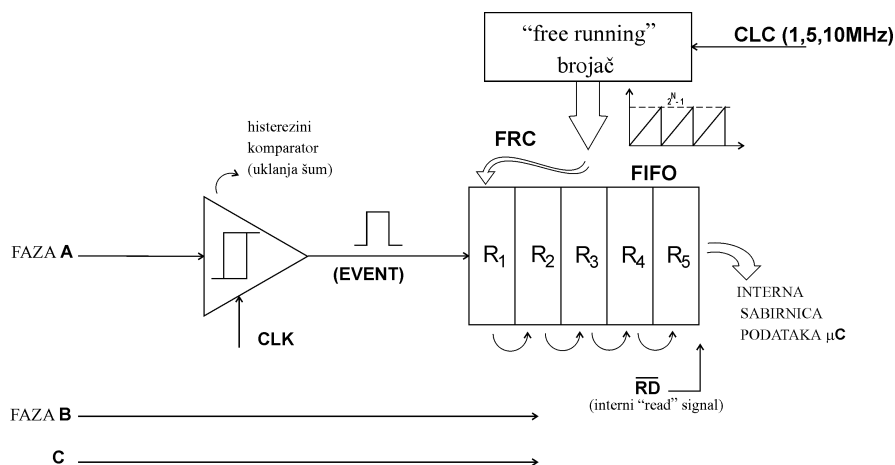 “free running”
brojač
CLC (1,5,10MHz)
2N-1
histerezini
komparator
(uklanja šum)
FRC
FIFO
FAZA A
(EVENT)
R1 R2 R3 R4 R5
INTERNA
SABIRNICA
PODATAKA μC
CLK
RD
(interni “read” signal)
FAZA B
C